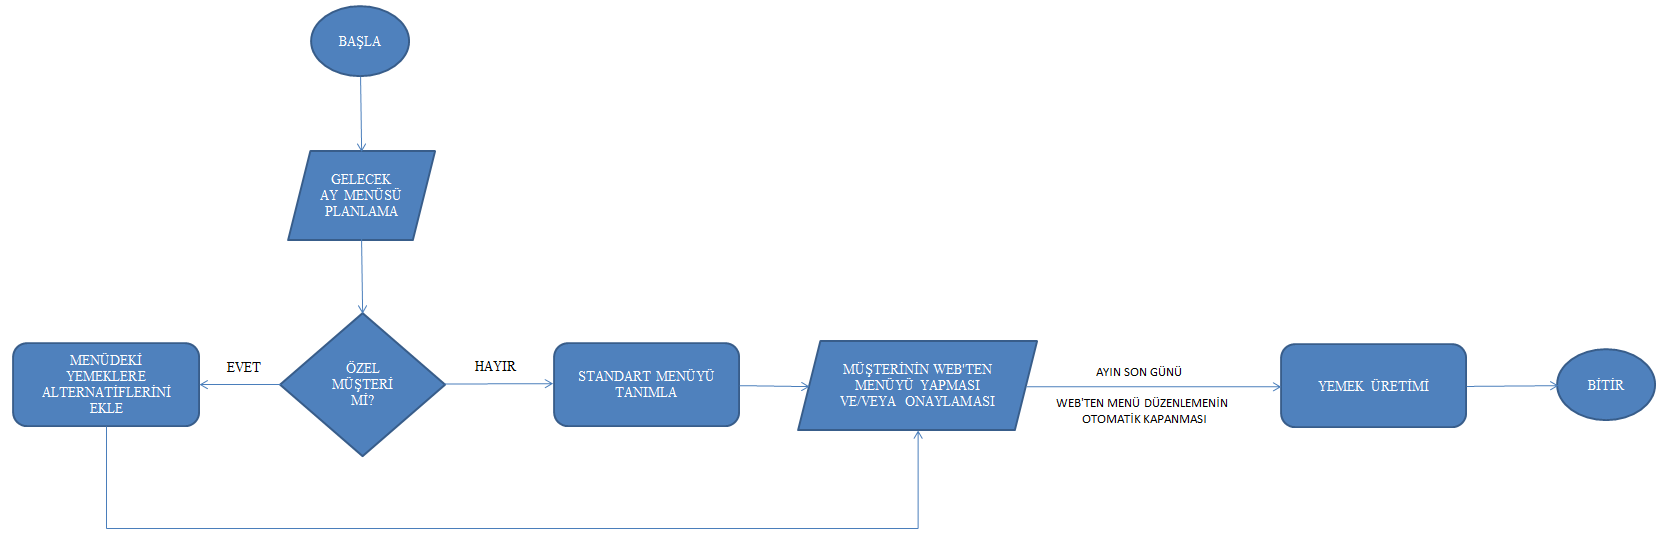 BAŞLA
GELECEK
AY MENÜSÜ
PLANLAMA
ÖZEL
MÜŞTERİ
Mİ?
EVET
MENÜDEKİ
YEMEKLERE
ALTERNATİFLERİNİ
EKLE
HAYIR
STANDART MENÜYÜ
TANIMLA
MÜŞTERİNİN WEB'TEN
MENÜYÜ YAPMASI
VE/VEYA ONAYLAMASI
AYIN SON GÜNÜ
WEB'TEN MENÜ DÜZENLEMENİN
OTOMATİK KAPANMASI
YEMEK ÜRETİMİ
BİTİR